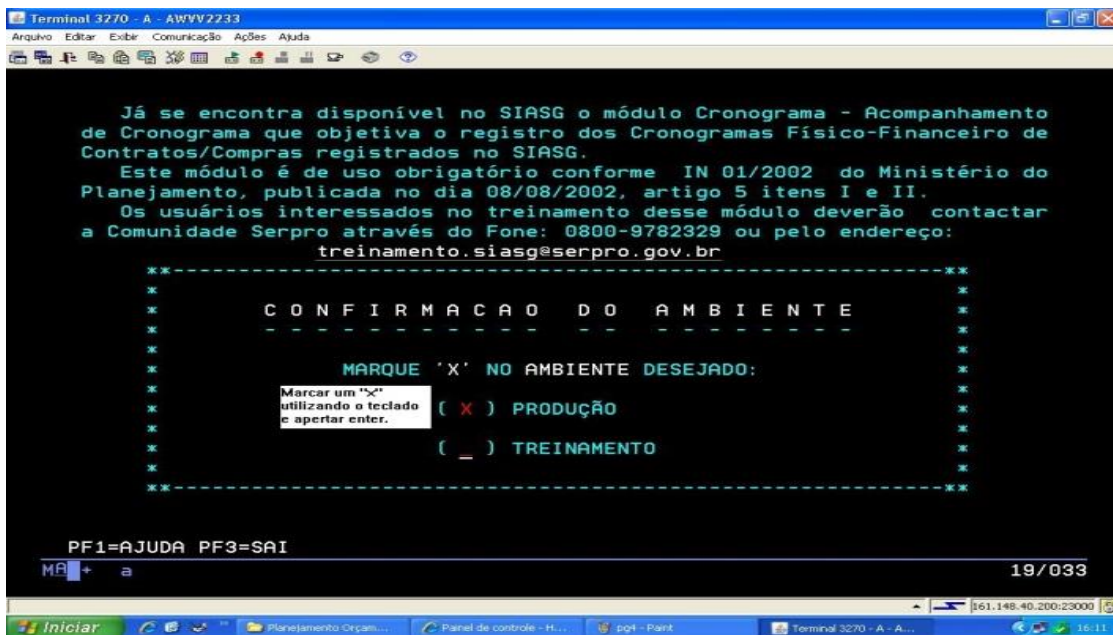 Terminal 3270 - A - AWVV2233
Arquivo Editar Exibir Comunicação Ações Ajuda
Já se encontra disponível no SIASG o módulo Cronograma - Acompanhamento
de Cronograma que objetiva o registro dos Cronogramas Físico-Financeiro de
Contratos/Compras registrados no SIASG.
Este módulo é de uso obrigatório conforme IN 01/2002 do Ministério do
Planejamento, publicada no dia 08/08/2002, artigo 5 itens I e II.
Os usuários interessados no treinamento desse módulo deverão contactar
a Comunidade Serpro através do Fone: 0800-9782329 ou pelo endereço:
treinamento.siasg@serpro.gov.br
**------------------------------------------------------------**
C O N F I R M A C A O D O A M B I E N T E
- - - - - - - - - - - - - - - - - - - - -
MARQUE 'X' NO AMBIENTE DESEJADO:
Marcar um "X"
utilizando o teclado
e apertar enter.
( X ) PRODUÇÃO
( _ ) TREINAMENTO
**------------------------------------------------------------**
PF1=AJUDA PF3=SAI
MA + a 19/033
161.148.40.200:23000
Iniciar Planejamento Orçam... Painel de controle - H... pg4 - Paint Terminal 3270 - A - A... 16:11